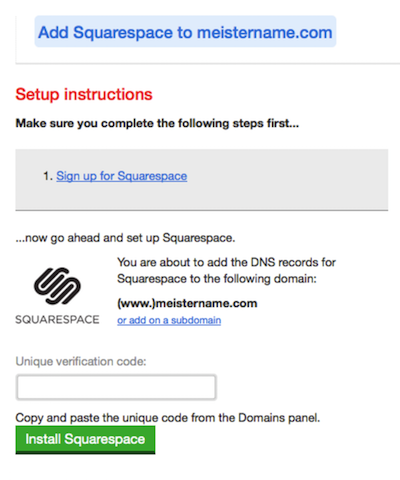 Add Squarespace to meistername.com
Setup instructions
Make sure you complete the following steps first...
1. Sign up for Squarespace
...now go ahead and set up Squarespace.
You are about to add the DNS records for
Squarespace to the following domain:
(www.)meistername.com
or add on a subdomain
SQUARESPACE
Unique verification code:
Copy and paste the unique code from the Domains panel.
Install Squarespace